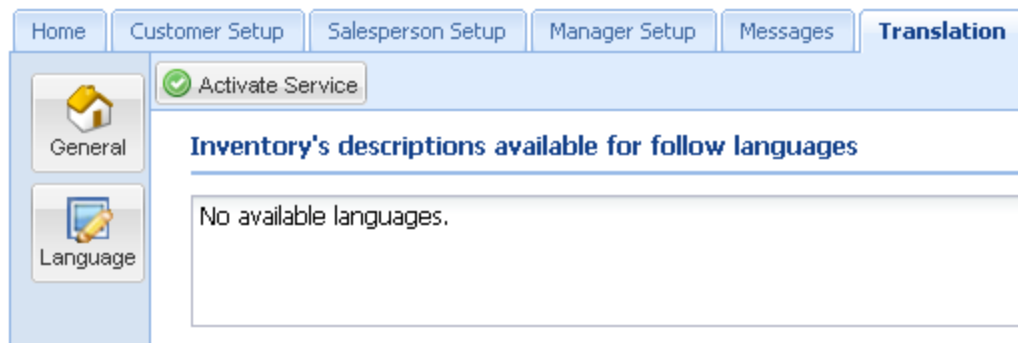 Home Customer Setup Salesperson Setup Manager Setup Messages Translation
Activate Service
General
Inventory's descriptions available for follow languages
No available languages.
Language